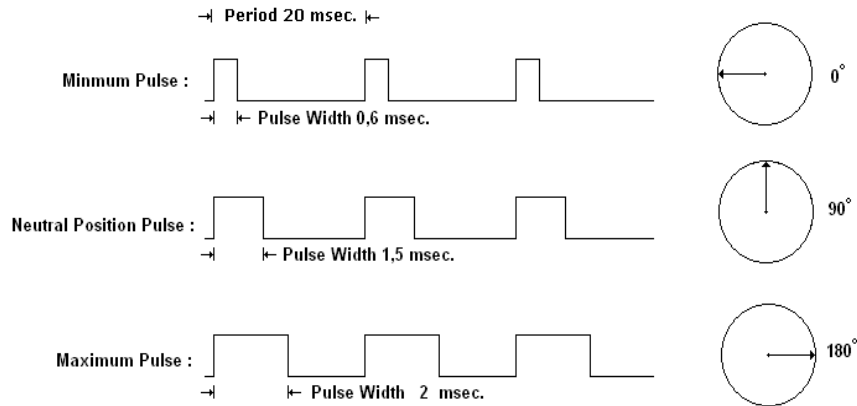 Period 20 msec.
Minmum Pulse :
0°
Pulse Width 0,6 msec.
Neutral Position Pulse :
90°
Pulse Width 1,5 msec.
Maximum Pulse :
180°
Pulse Width 2 msec.